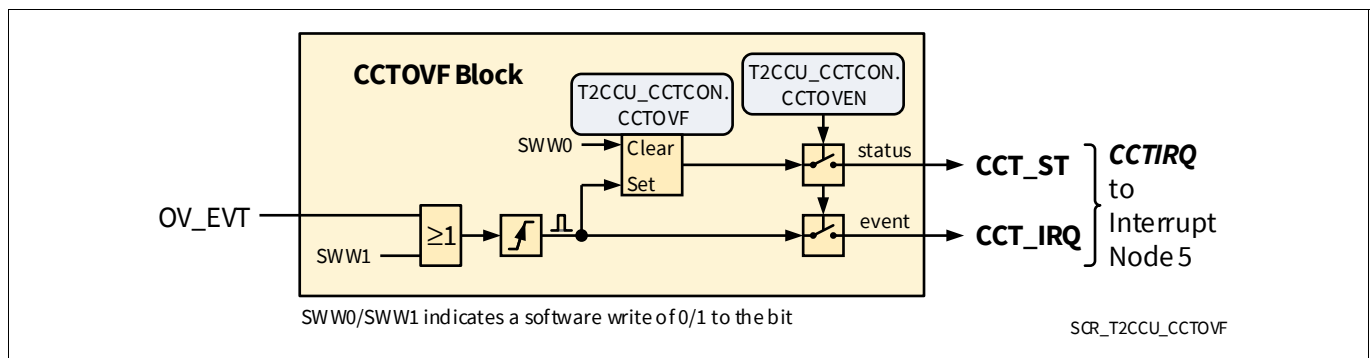 CCTOVF Block
T2CCU_CCTCON.
CCTOVF
T2CCU_CCTCON.
CCTOVEN
SWW0
Clear
Set
status
CCT_ST
CCTIRQ
to
Interrupt
Node 5
OV_EVT
≥1
SWW1
event
CCT_IRQ
SWW0/SWW1 indicates a software write of 0/1 to the bit
SCR_T2CCU_CCTOVF